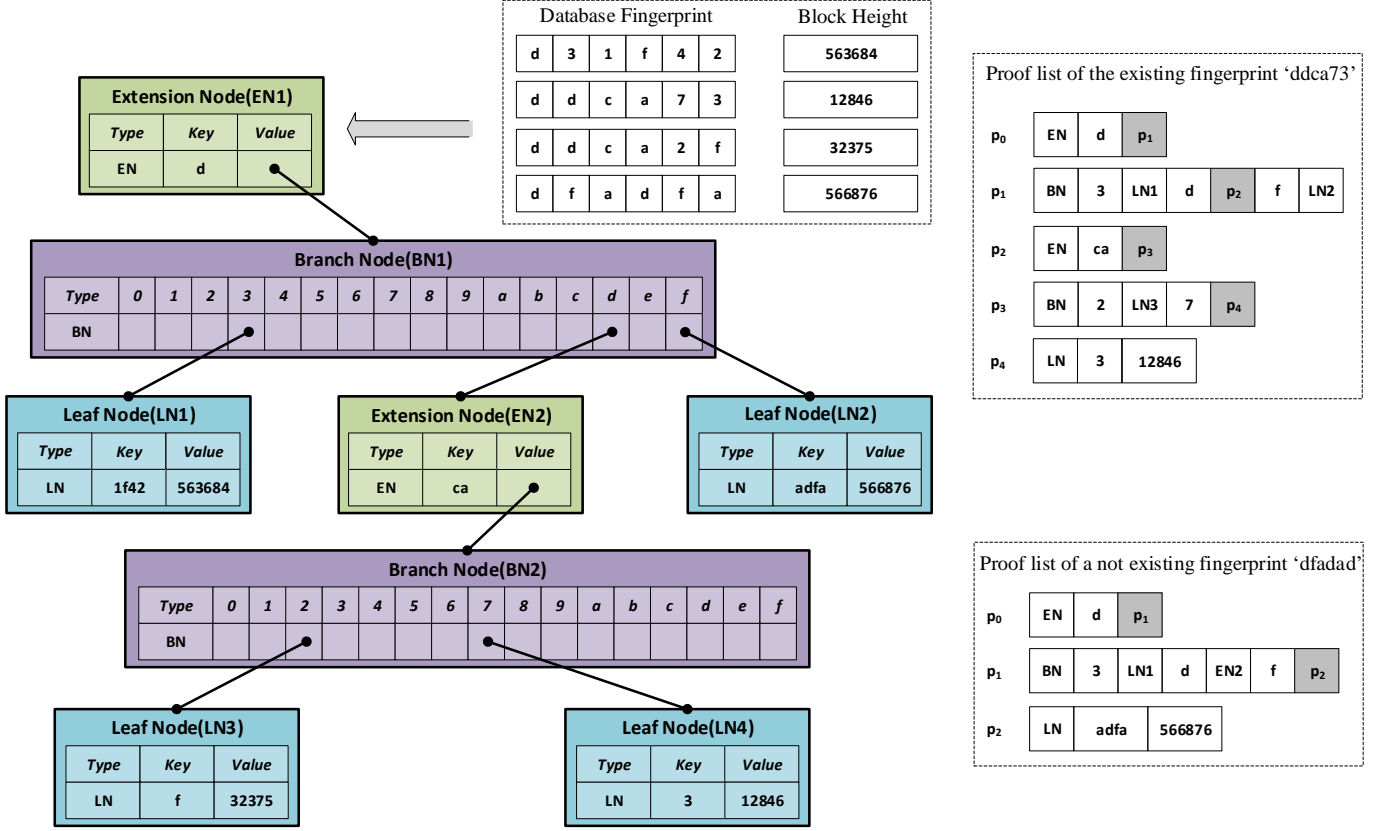 Database Fingerprint Block Height
d 3 1 f 4 2 563684
d d c a 7 3 12846
d d c a 2 f 32375
d f a d f a 566876
Extension Node(EN1)
Type Key Value
EN d
Branch Node(BN1)
Type 0 1 2 3 4 5 6 7 8 9 a b c d e f
BN
Leaf Node(LN1)
Type Key Value
LN 1f42 563684
Extension Node(EN2)
Type Key Value
EN ca
Leaf Node(LN2)
Type Key Value
LN adfa 566876
Branch Node(BN2)
Type 0 1 2 3 4 5 6 7 8 9 a b c d e f
BN
Leaf Node(LN3)
Type Key Value
LN f 32375
Leaf Node(LN4)
Type Key Value
LN 3 12846
Proof list of the existing fingerprint ‘ddca73’
p₀ EN d p₁
p₁ BN 3 LN1 d p₂ f LN2
p₂ EN ca p₃
p₃ BN 2 LN3 7 p₄
p₄ LN 3 12846
Proof list of a not existing fingerprint ‘dfadad’
p₀ EN d p₁
p₁ BN 3 LN1 d EN2 f p₂
p₂ LN adfa 566876